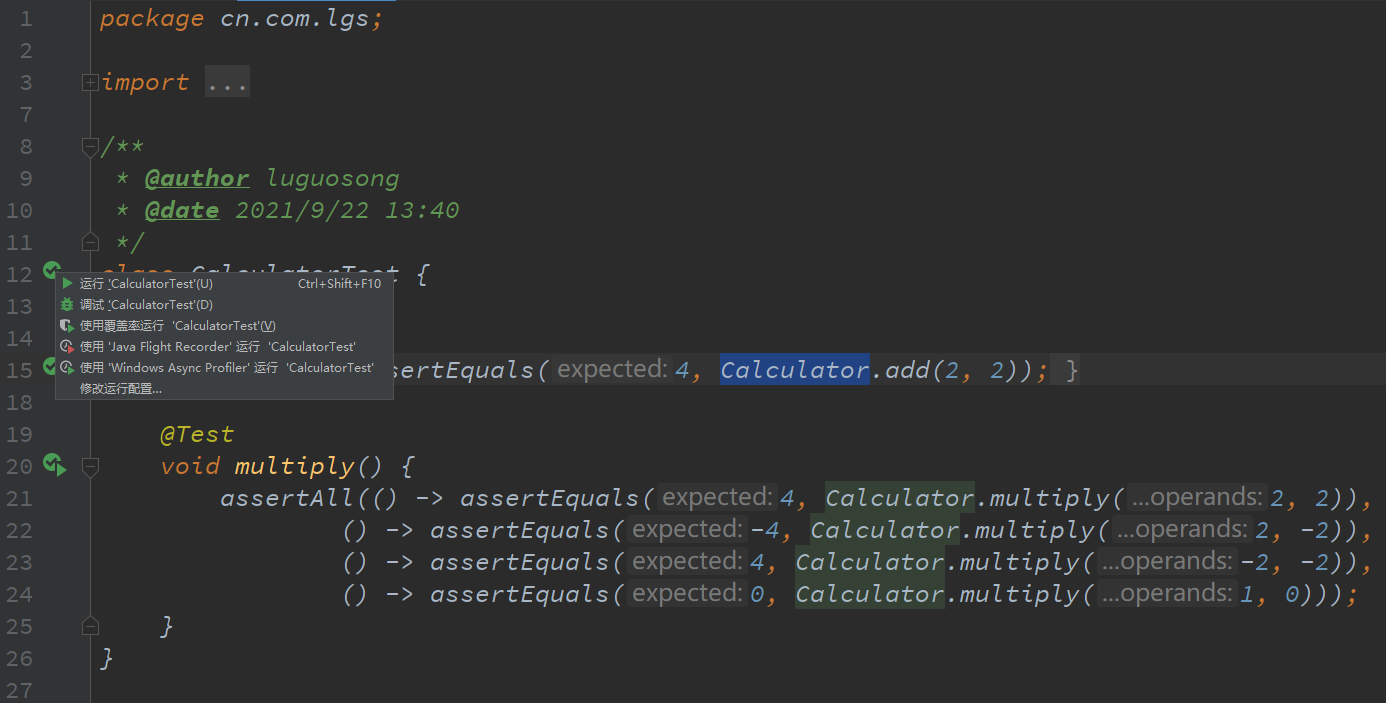 1 package cn.com.lgs;
2
3 import ...
7
8 /**
9 * @author luguosong
10 * @date 2021/9/22 13:40
11 */
12 class CalculatorTest {
运行 'CalculatorTest'(U) Ctrl+Shift+F10
13 调试 'CalculatorTest'(D)
使用覆盖率运行 'CalculatorTest'(V)
14 使用 'Java Flight Recorder' 运行 'CalculatorTest'
15 sertEquals( expected: 4, Calculator.add(2, 2)); }
使用 'Windows Async Profiler' 运行 'CalculatorTest'
修改运行配置...
18
19 @Test
20 void multiply() {
21 assertAll(() -> assertEquals( expected: 4, Calculator.multiply( ...operands: 2, 2)),
22 () -> assertEquals( expected: -4, Calculator.multiply( ...operands: 2, -2)),
23 () -> assertEquals( expected: 4, Calculator.multiply( ...operands: -2, -2)),
24 () -> assertEquals( expected: 0, Calculator.multiply( ...operands: 1, 0)));
25 }
26 }
27